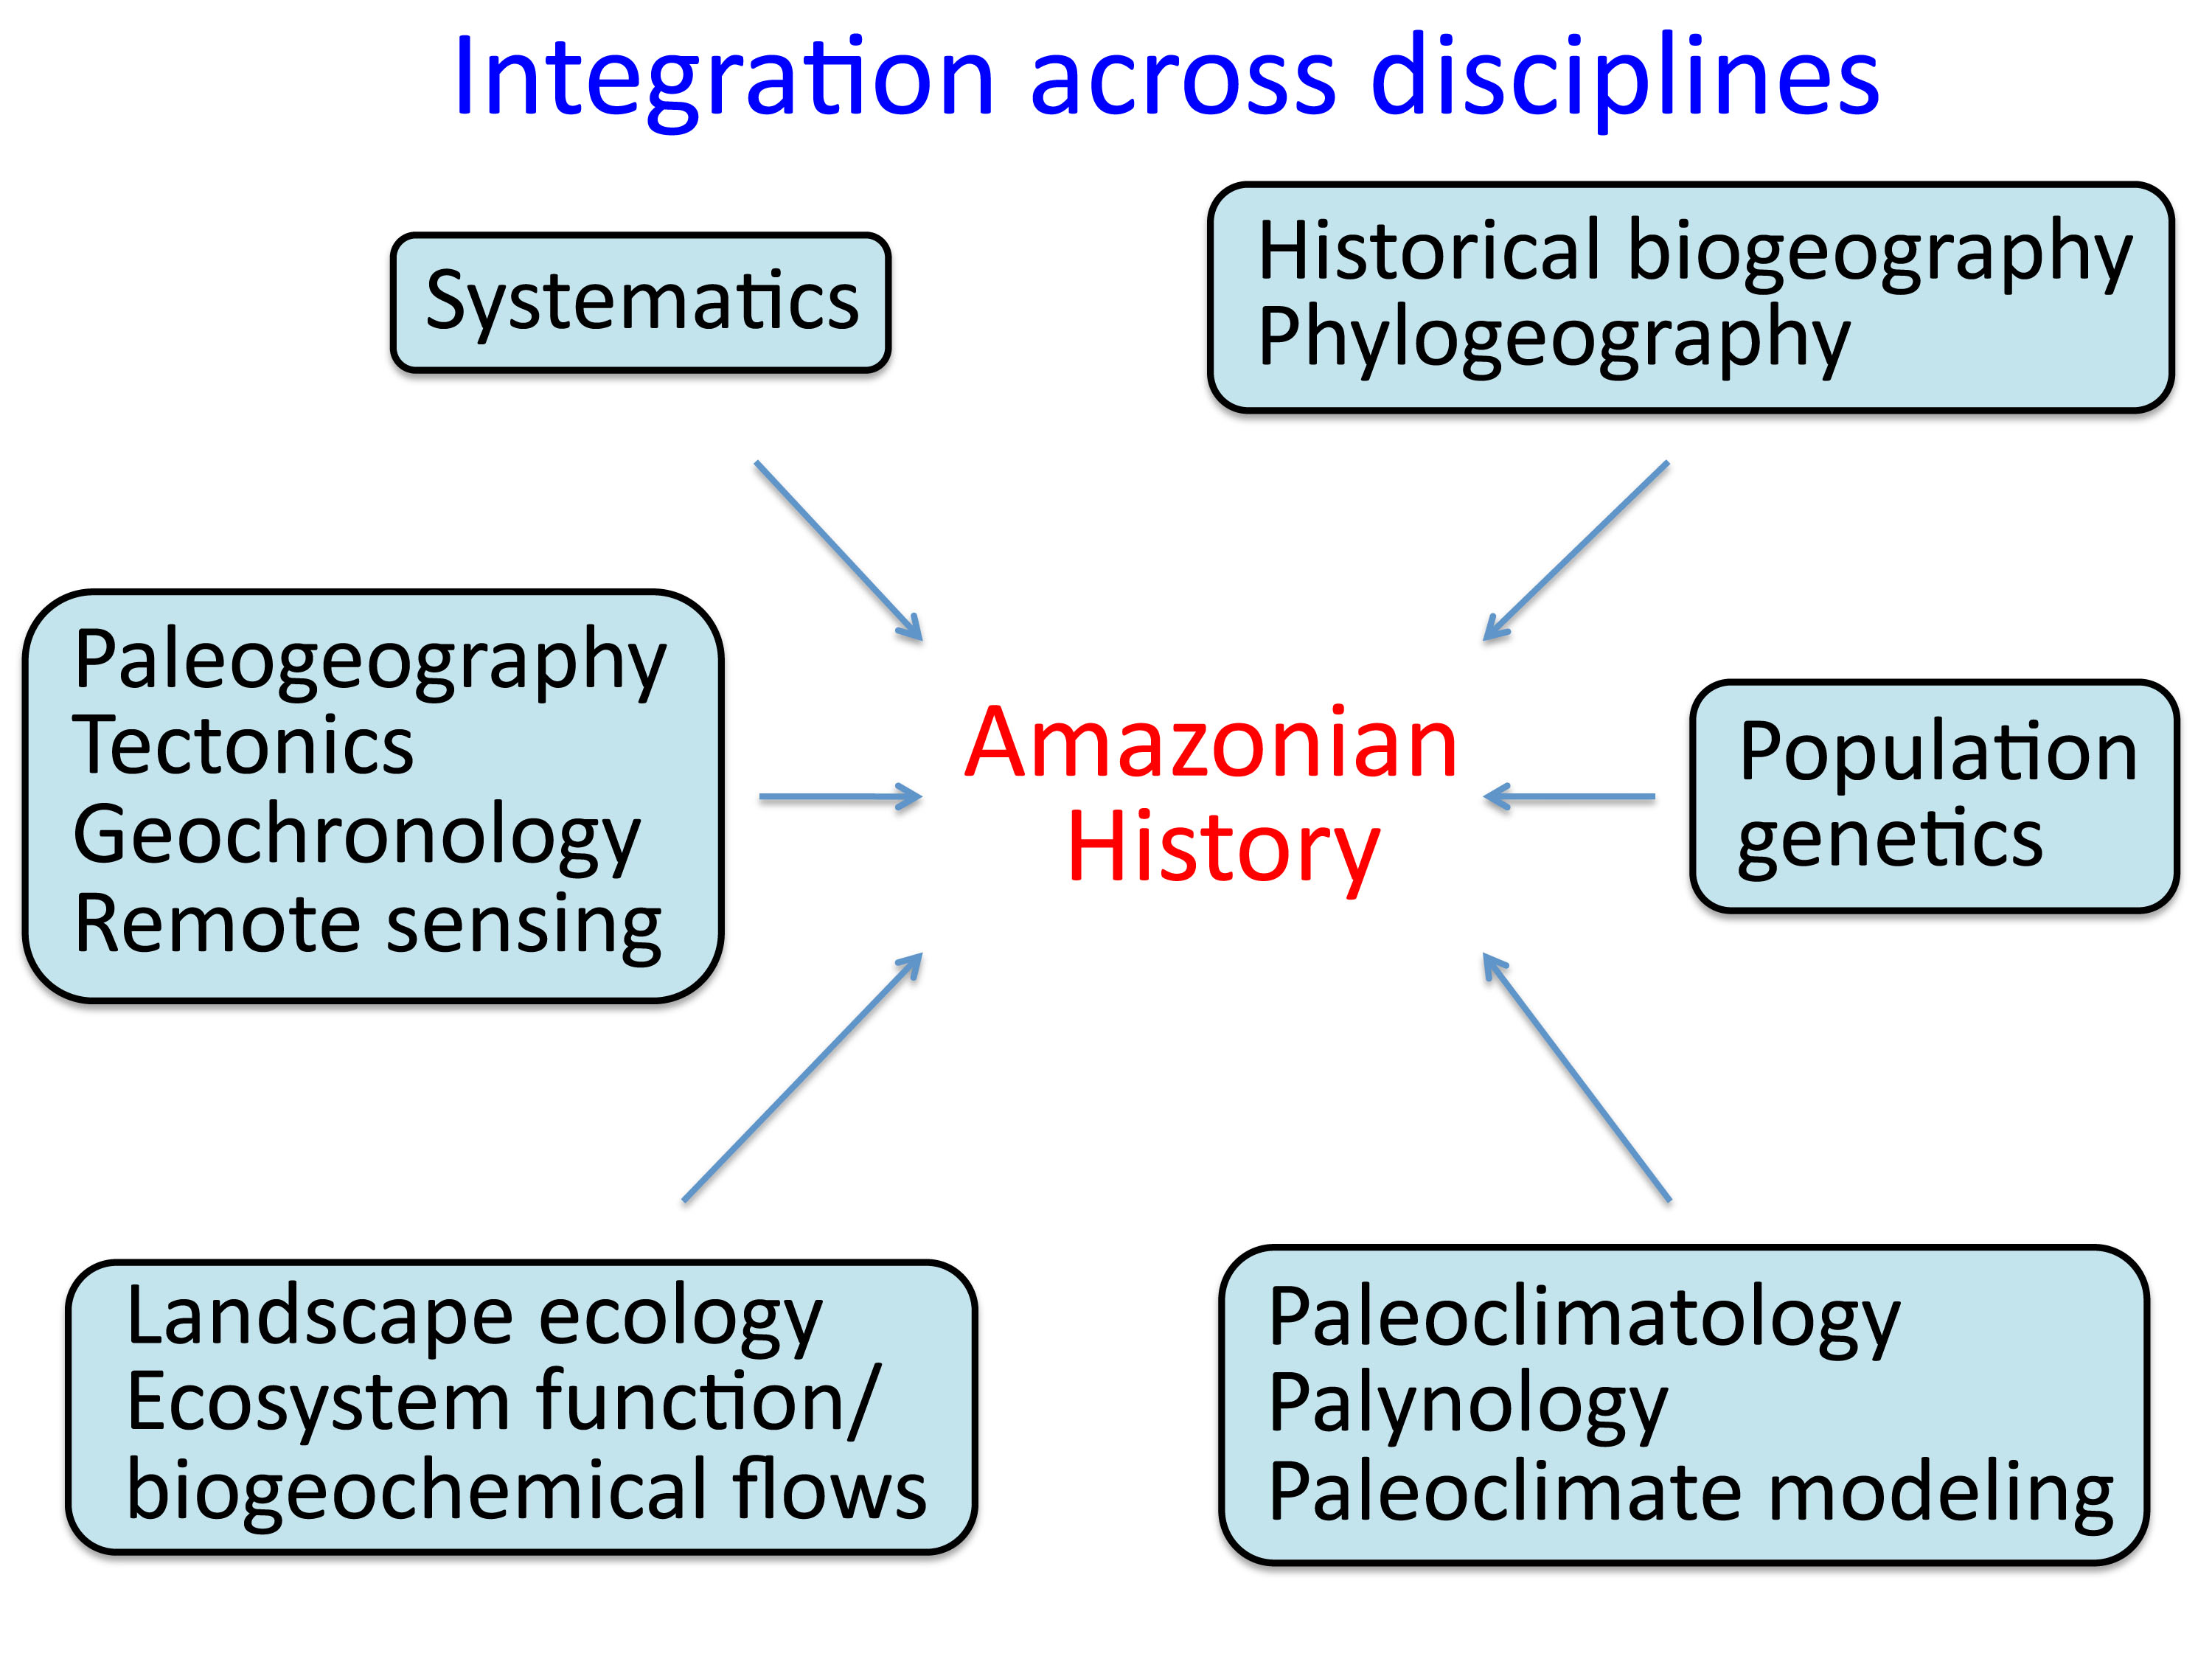 Integration across disciplines
Systematics
Historical biogeography
Phylogeography
Paleogeography
Tectonics
Geochronology
Remote sensing
Amazonian
History
Population
genetics
Landscape ecology
Ecosystem function/
biogeochemical flows
Paleoclimatology
Palynology
Paleoclimate modeling